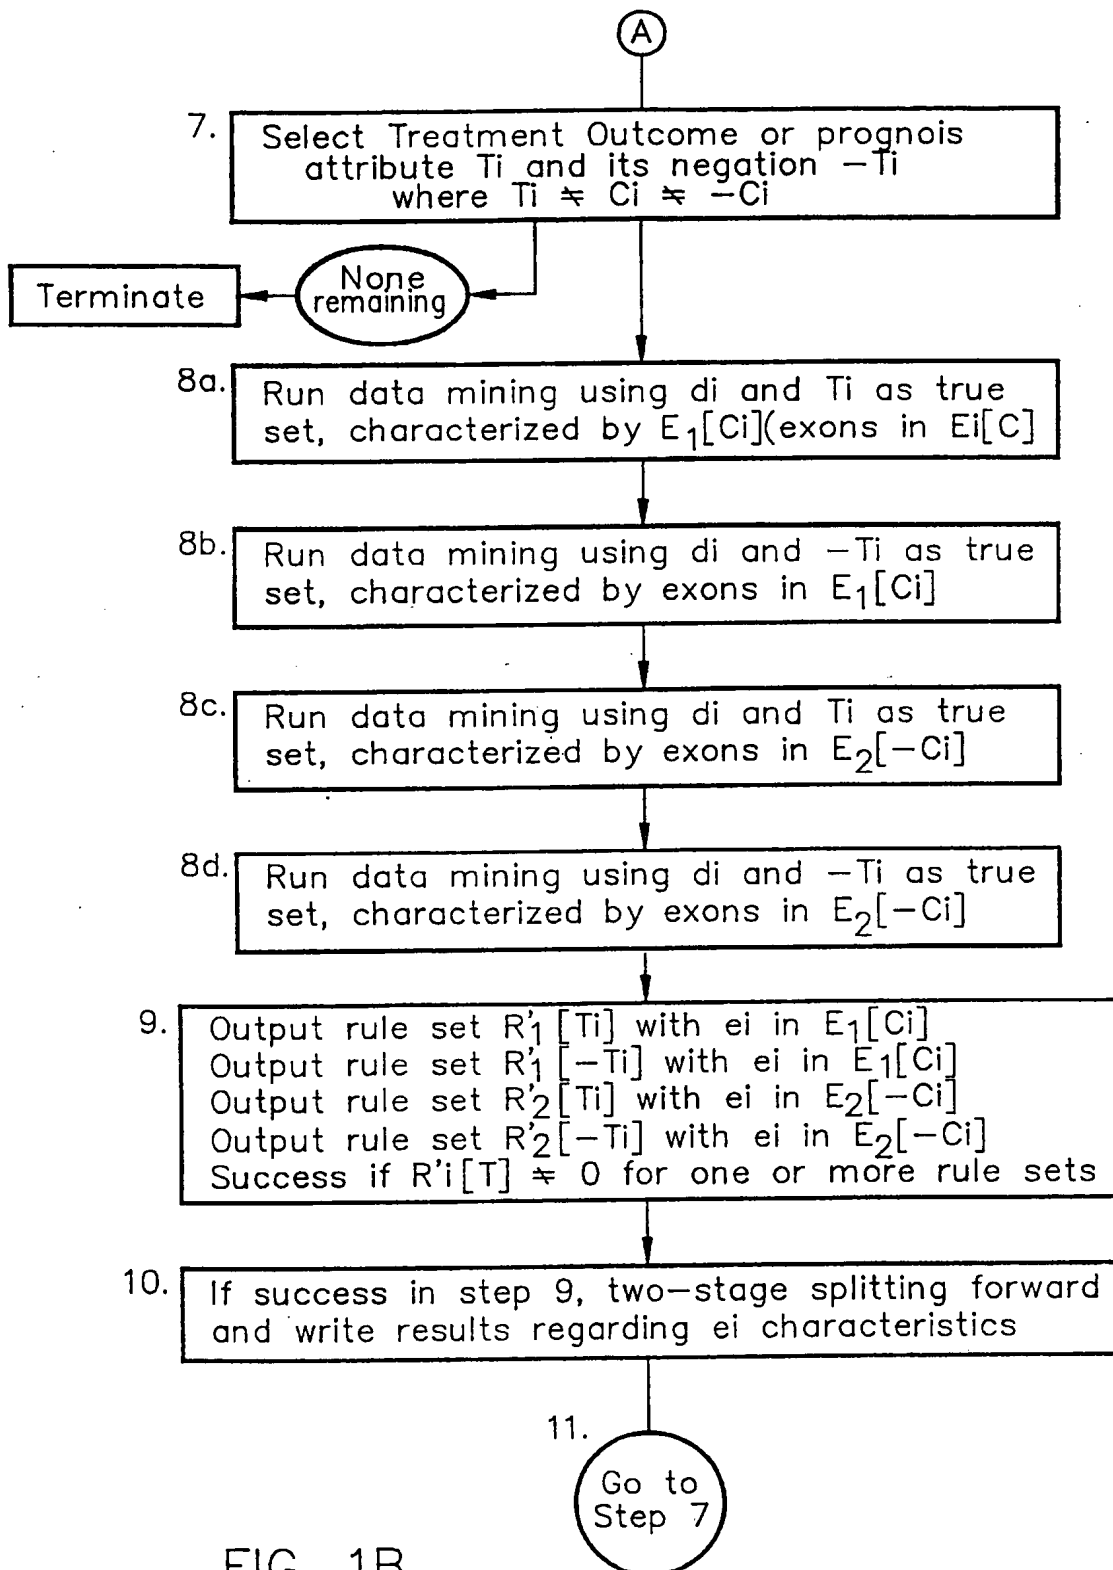 A
7.
Select Treatment Outcome or prognois
attribute Ti and its negation −Ti
where Ti ≠ Ci ≠ −Ci
None
remaining
Terminate
8a.
Run data mining using di and Ti as true
set, characterized by E₁[Ci](exons in Ei[C]
8b.
Run data mining using di and −Ti as true
set, characterized by exons in E₁[Ci]
8c.
Run data mining using di and Ti as true
set, characterized by exons in E₂[−Ci]
8d.
Run data mining using di and −Ti as true
set, characterized by exons in E₂[−Ci]
9.
Output rule set R'₁[Ti] with ei in E₁[Ci]
Output rule set R'₁[−Ti] with ei in E₁[Ci]
Output rule set R'₂[Ti] with ei in E₂[−Ci]
Output rule set R'₂[−Ti] with ei in E₂[−Ci]
Success if R'i[T] ≠ 0 for one or more rule sets
10.
If success in step 9, two−stage splitting forward
and write results regarding ei characteristics
11.
Go to
Step 7
FIG. 1B